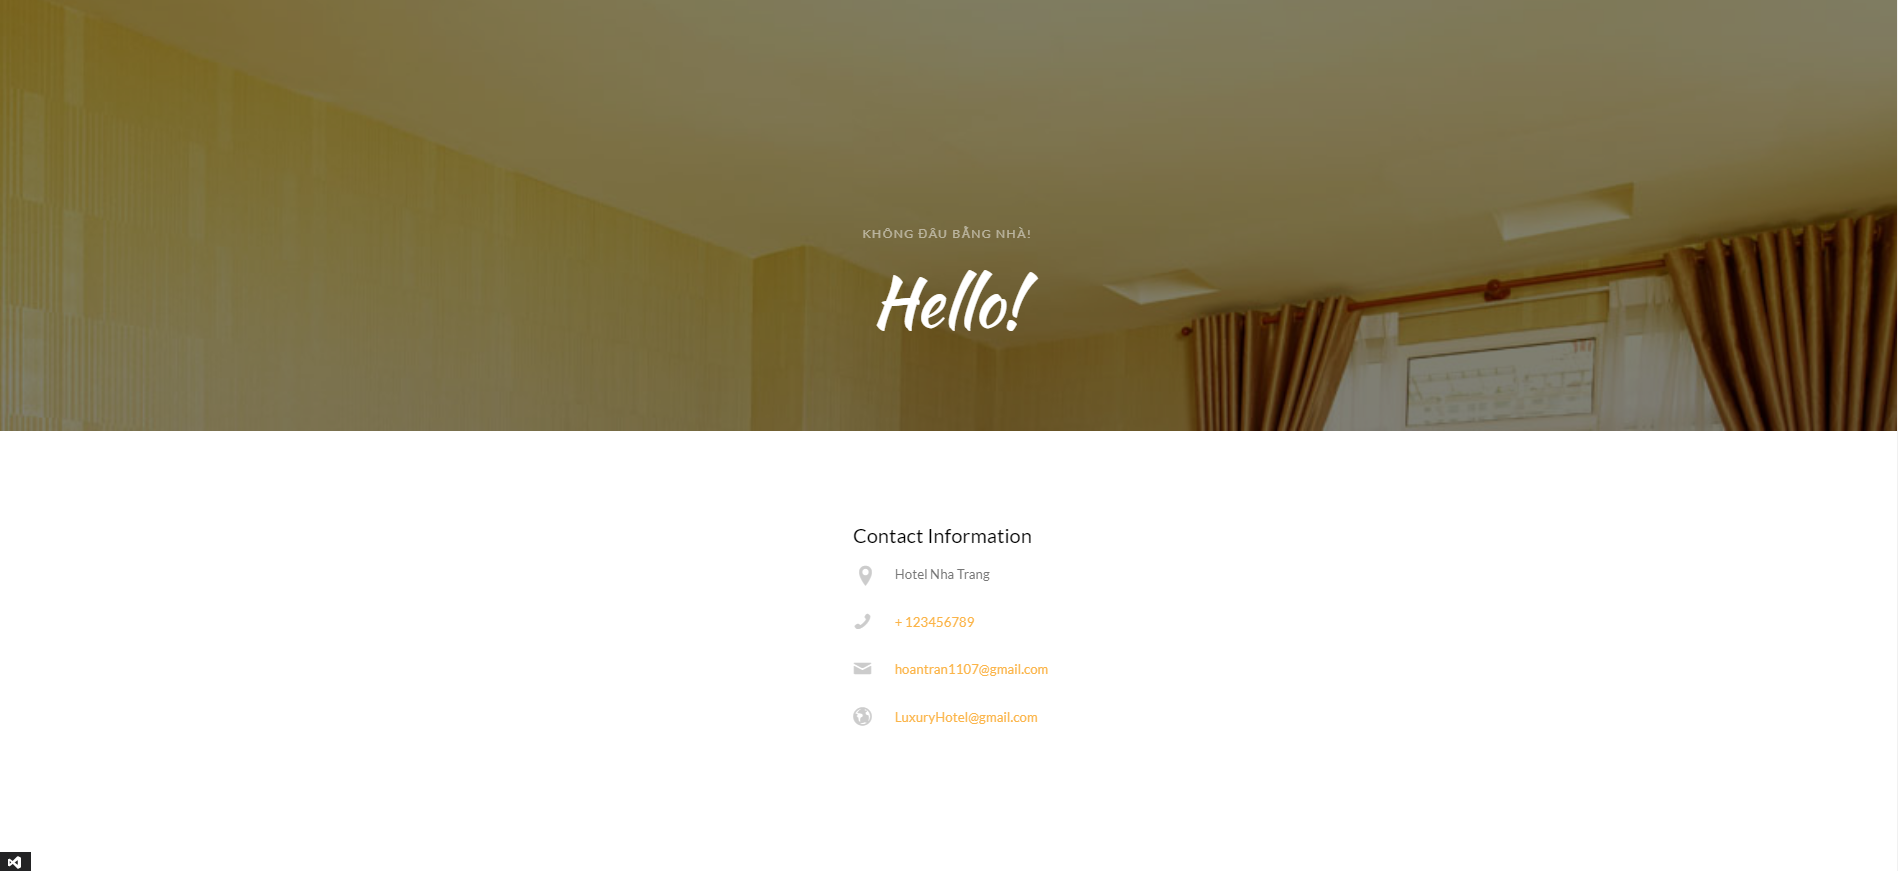 KHÔNG ĐÂU BẰNG NHÀ!
Hello!
Contact Information
Hotel Nha Trang
+ 123456789
hoantran1107@gmail.com
LuxuryHotel@gmail.com